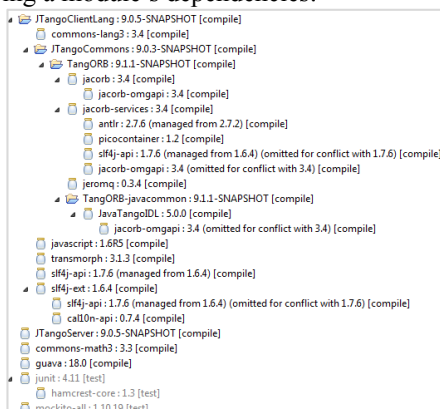 ing a module's dependencies.
JTangoClientLang : 9.0.5-SNAPSHOT [compile]
commons-lang3 : 3.4 [compile]
JTangoCommons : 9.0.3-SNAPSHOT [compile]
TangORB : 9.1.1-SNAPSHOT [compile]
jacorb : 3.4 [compile]
jacorb-omgapi : 3.4 [compile]
jacorb-services : 3.4 [compile]
antlr : 2.7.6 (managed from 2.7.2) [compile]
picocontainer : 1.2 [compile]
slf4j-api : 1.7.6 (managed from 1.6.4) (omitted for conflict with 1.7.6) [compile]
jacorb-omgapi : 3.4 (omitted for conflict with 3.4) [compile]
jeromq : 0.3.4 [compile]
TangORB-javacommon : 9.1.1-SNAPSHOT [compile]
JavaTangoIDL : 5.0.0 [compile]
jacorb-omgapi : 3.4 (omitted for conflict with 3.4) [compile]
javascript : 1.6R5 [compile]
transmorph : 3.1.3 [compile]
slf4j-api : 1.7.6 (managed from 1.6.4) [compile]
slf4j-ext : 1.6.4 [compile]
slf4j-api : 1.7.6 (managed from 1.6.4) (omitted for conflict with 1.7.6) [compile]
cal10n-api : 0.7.4 [compile]
JTangoServer : 9.0.5-SNAPSHOT [compile]
commons-math3 : 3.3 [compile]
guava : 18.0 [compile]
junit : 4.11 [test]
hamcrest-core : 1.3 [test]
mockito-all : 1.10.19 [test]